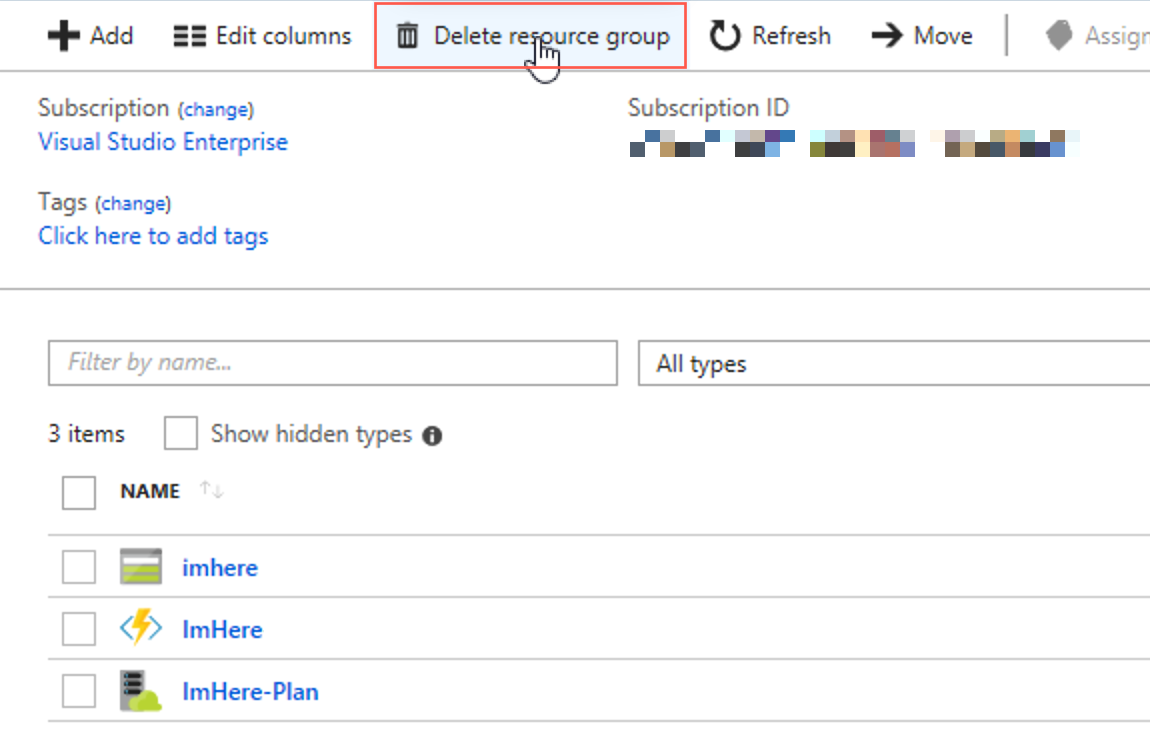 Add Edit columns Delete resource group Refresh Move Assign
Subscription (change) Subscription ID
Visual Studio Enterprise
Tags (change)
Click here to add tags
Filter by name... All types
3 items Show hidden types
NAME
imhere
ImHere
ImHere-Plan